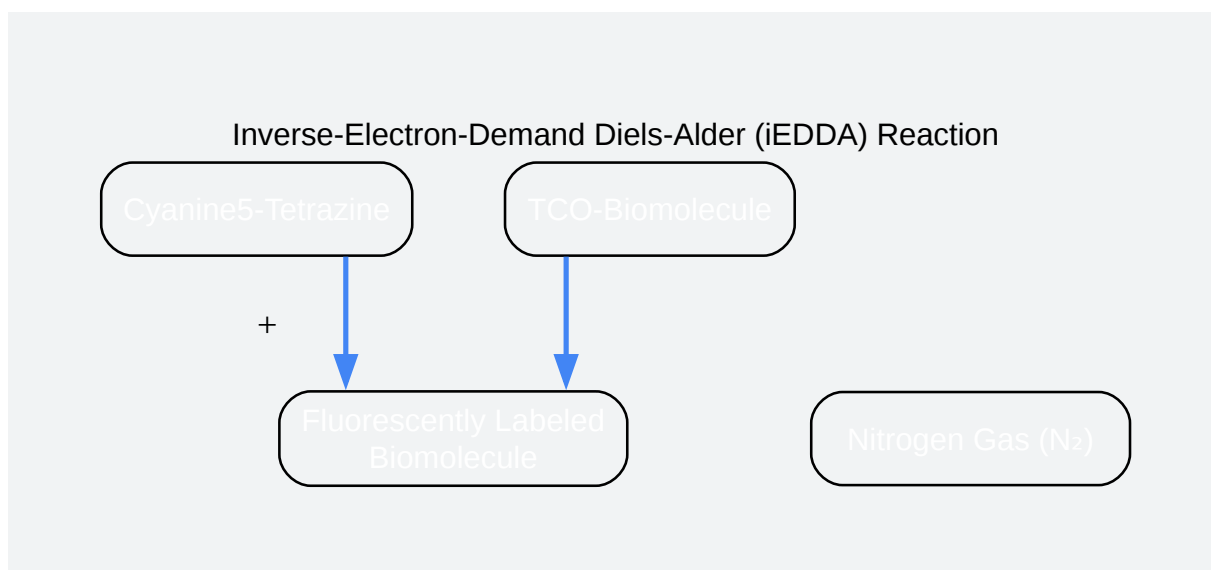 Inverse-Electron-Demand Diels-Alder (iEDDA) Reaction
Cyanine5-Tetrazine
TCO-Biomolecule
+
Fluorescently Labeled
Biomolecule
Nitrogen Gas (N₂)